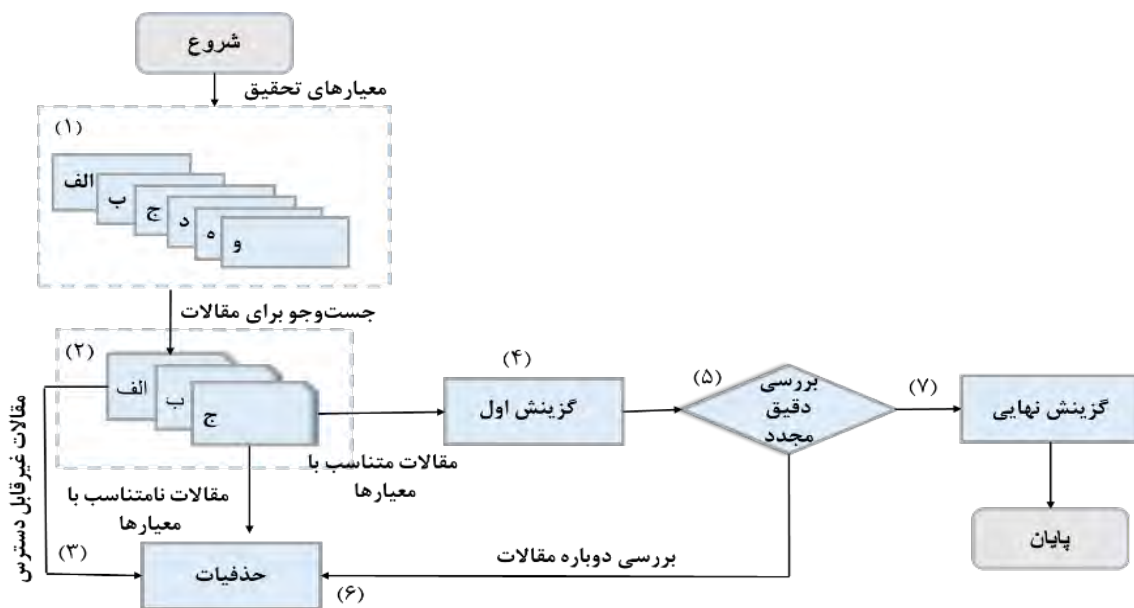 شروع
معیارهای تحقیق
(۱)
الف
ب
ج
د
ه
و
جست‌وجو برای مقالات
(۲)
الف
ب
ج
(۴)
گزینش اول
(۵)
بررسی
دقیق
مجدد
(۷)
گزینش نهایی
مقالات متناسب با
معیارها
مقالات نامتناسب با
معیارها
مقالات غیرقابل دسترس
(۳)
حذفیات
(۶)
بررسی دوباره مقالات
پایان